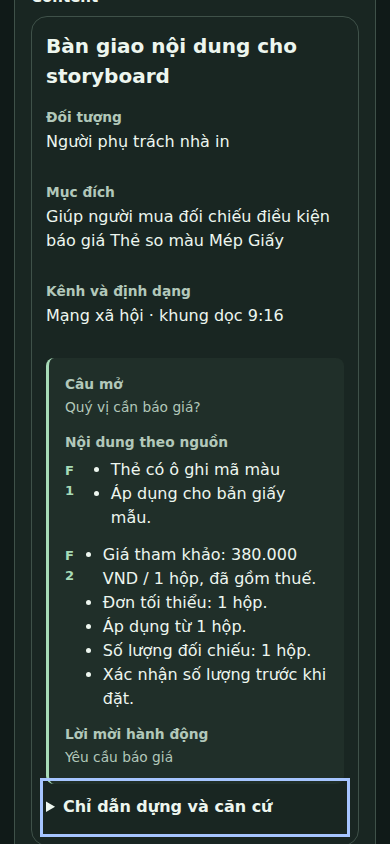 Bàn giao nội dung cho
storyboard
Đối tượng
Người phụ trách nhà in
Mục đích
Giúp người mua đối chiếu điều kiện
báo giá Thẻ so màu Mép Giấy
Kênh và định dạng
Mạng xã hội · khung dọc 9:16
Câu mở
Quý vị cần báo giá?
Nội dung theo nguồn
F
1
• Thẻ có ô ghi mã màu
• Áp dụng cho bản giấy
mẫu.
F
2
• Giá tham khảo: 380.000
VND / 1 hộp, đã gồm thuế.
• Đơn tối thiểu: 1 hộp.
• Áp dụng từ 1 hộp.
• Số lượng đối chiếu: 1 hộp.
• Xác nhận số lượng trước khi
đặt.
Lời mời hành động
Yêu cầu báo giá
▶ Chỉ dẫn dựng và căn cứ